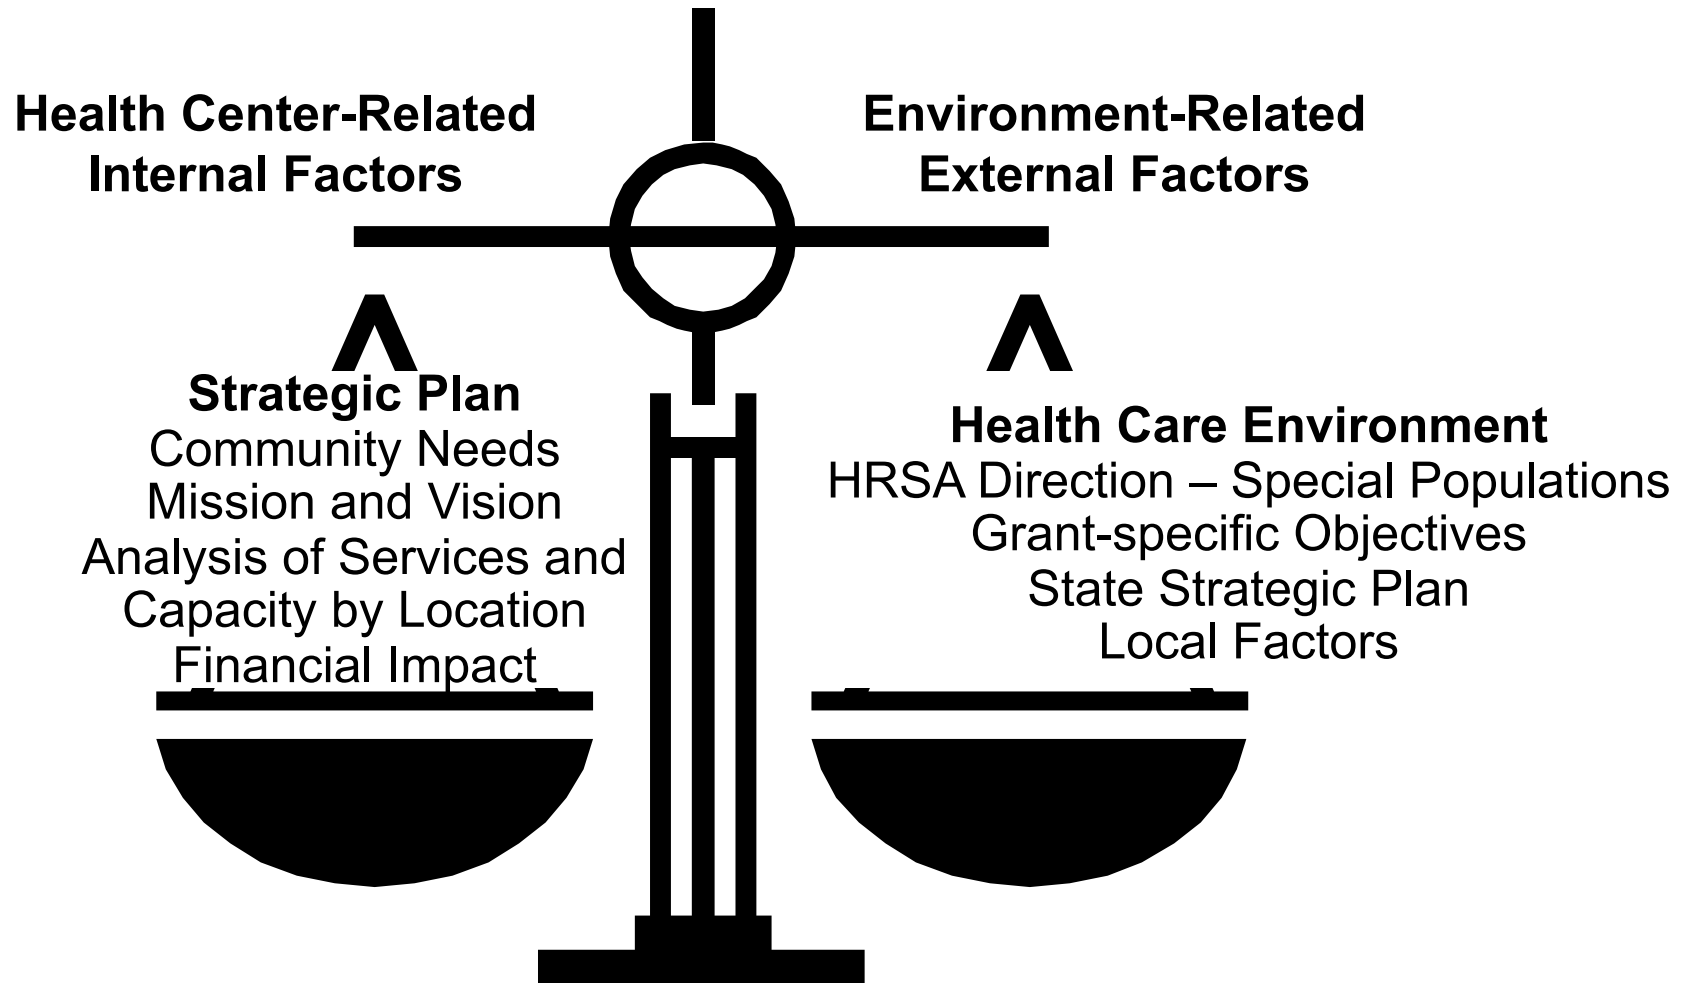 Health Center-Related
Internal Factors
Environment-Related
External Factors
Strategic Plan
Community Needs
Mission and Vision
Analysis of Services and
Capacity by Location
Financial Impact
Health Care Environment
HRSA Direction – Special Populations
Grant-specific Objectives
State Strategic Plan
Local Factors